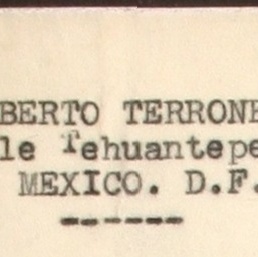 BERTO TERRONE
le Tehuantepe
MEXICO. D.F.
------